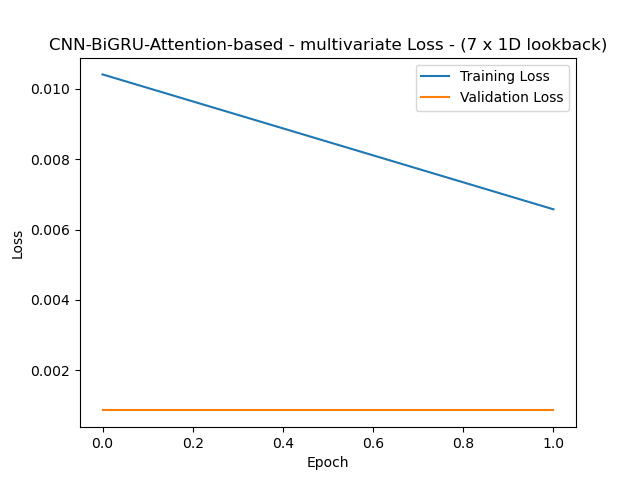 CNN-BiGRU-Attention-based - multivariate Loss - (7 x 1D lookback)
Training Loss
Validation Loss
0.010
0.008
0.006
0.004
0.002
Loss
0.0 0.2 0.4 0.6 0.8 1.0
Epoch